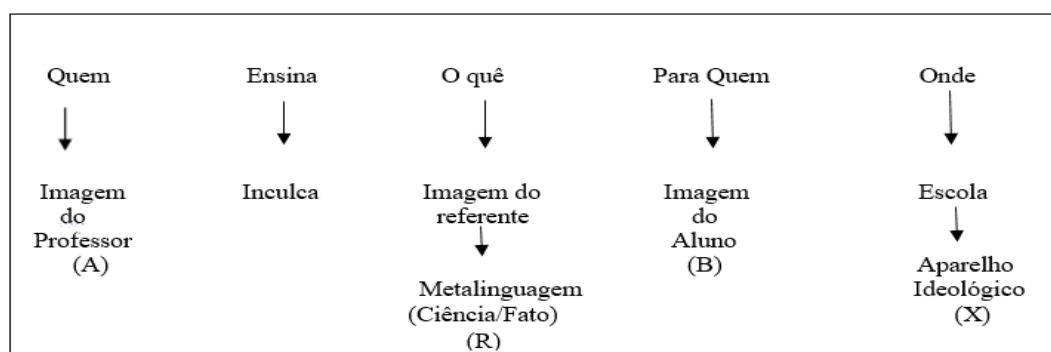 Quem Ensina O quê Para Quem Onde
Imagem do Professor (A)
Inculca
Imagem do referente
Metalinguagem (Ciência/Fato) (R)
Imagem do Aluno (B)
Escola
Aparelho Ideológico (X)